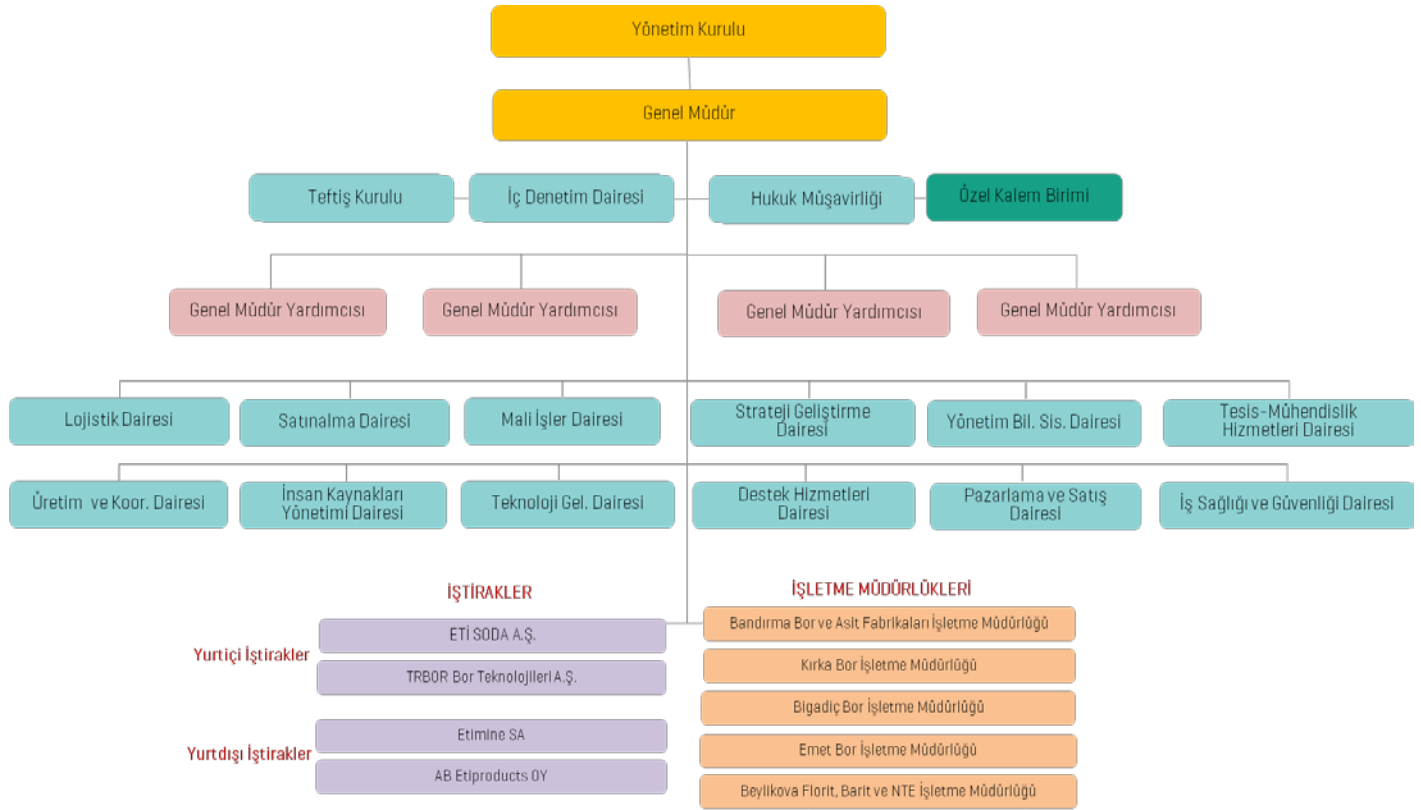 Yönetim Kurulu
Genel Müdür
Teftiş Kurulu
İç Denetim Dairesi
Hukuk Müşavirliği
Özel Kalem Birimi
Genel Müdür Yardımcısı
Genel Müdür Yardımcısı
Genel Müdür Yardımcısı
Genel Müdür Yardımcısı
Lojistik Dairesi
Satınalma Dairesi
Mali İşler Dairesi
Strateji Geliştirme
Dairesi
Yönetim Bil. Sis. Dairesi
Tesis-Mühendislik
Hizmetleri Dairesi
Üretim ve Koor. Dairesi
İnsan Kaynakları
Yönetimi Dairesi
Teknoloji Gel. Dairesi
Destek Hizmetleri
Dairesi
Pazarlama ve Satış
Dairesi
İş Sağlığı ve Güvenliği Dairesi
İŞTİRAKLER
Yurtiçi İştirakler
ETİ SODA A.Ş.
TRBOR Bor Teknolojileri A.Ş.
Yurtdışı İştirakler
Etimine SA
AB Etiproducts OY
İŞLETME MÜDÜRLÜKLERİ
Bandırma Bor ve Asit Fabrikaları İşletme Müdürlüğü
Kırka Bor İşletme Müdürlüğü
Bigadiç Bor İşletme Müdürlüğü
Emet Bor İşletme Müdürlüğü
Beylikova Florit, Barit ve NTE İşletme Müdürlüğü